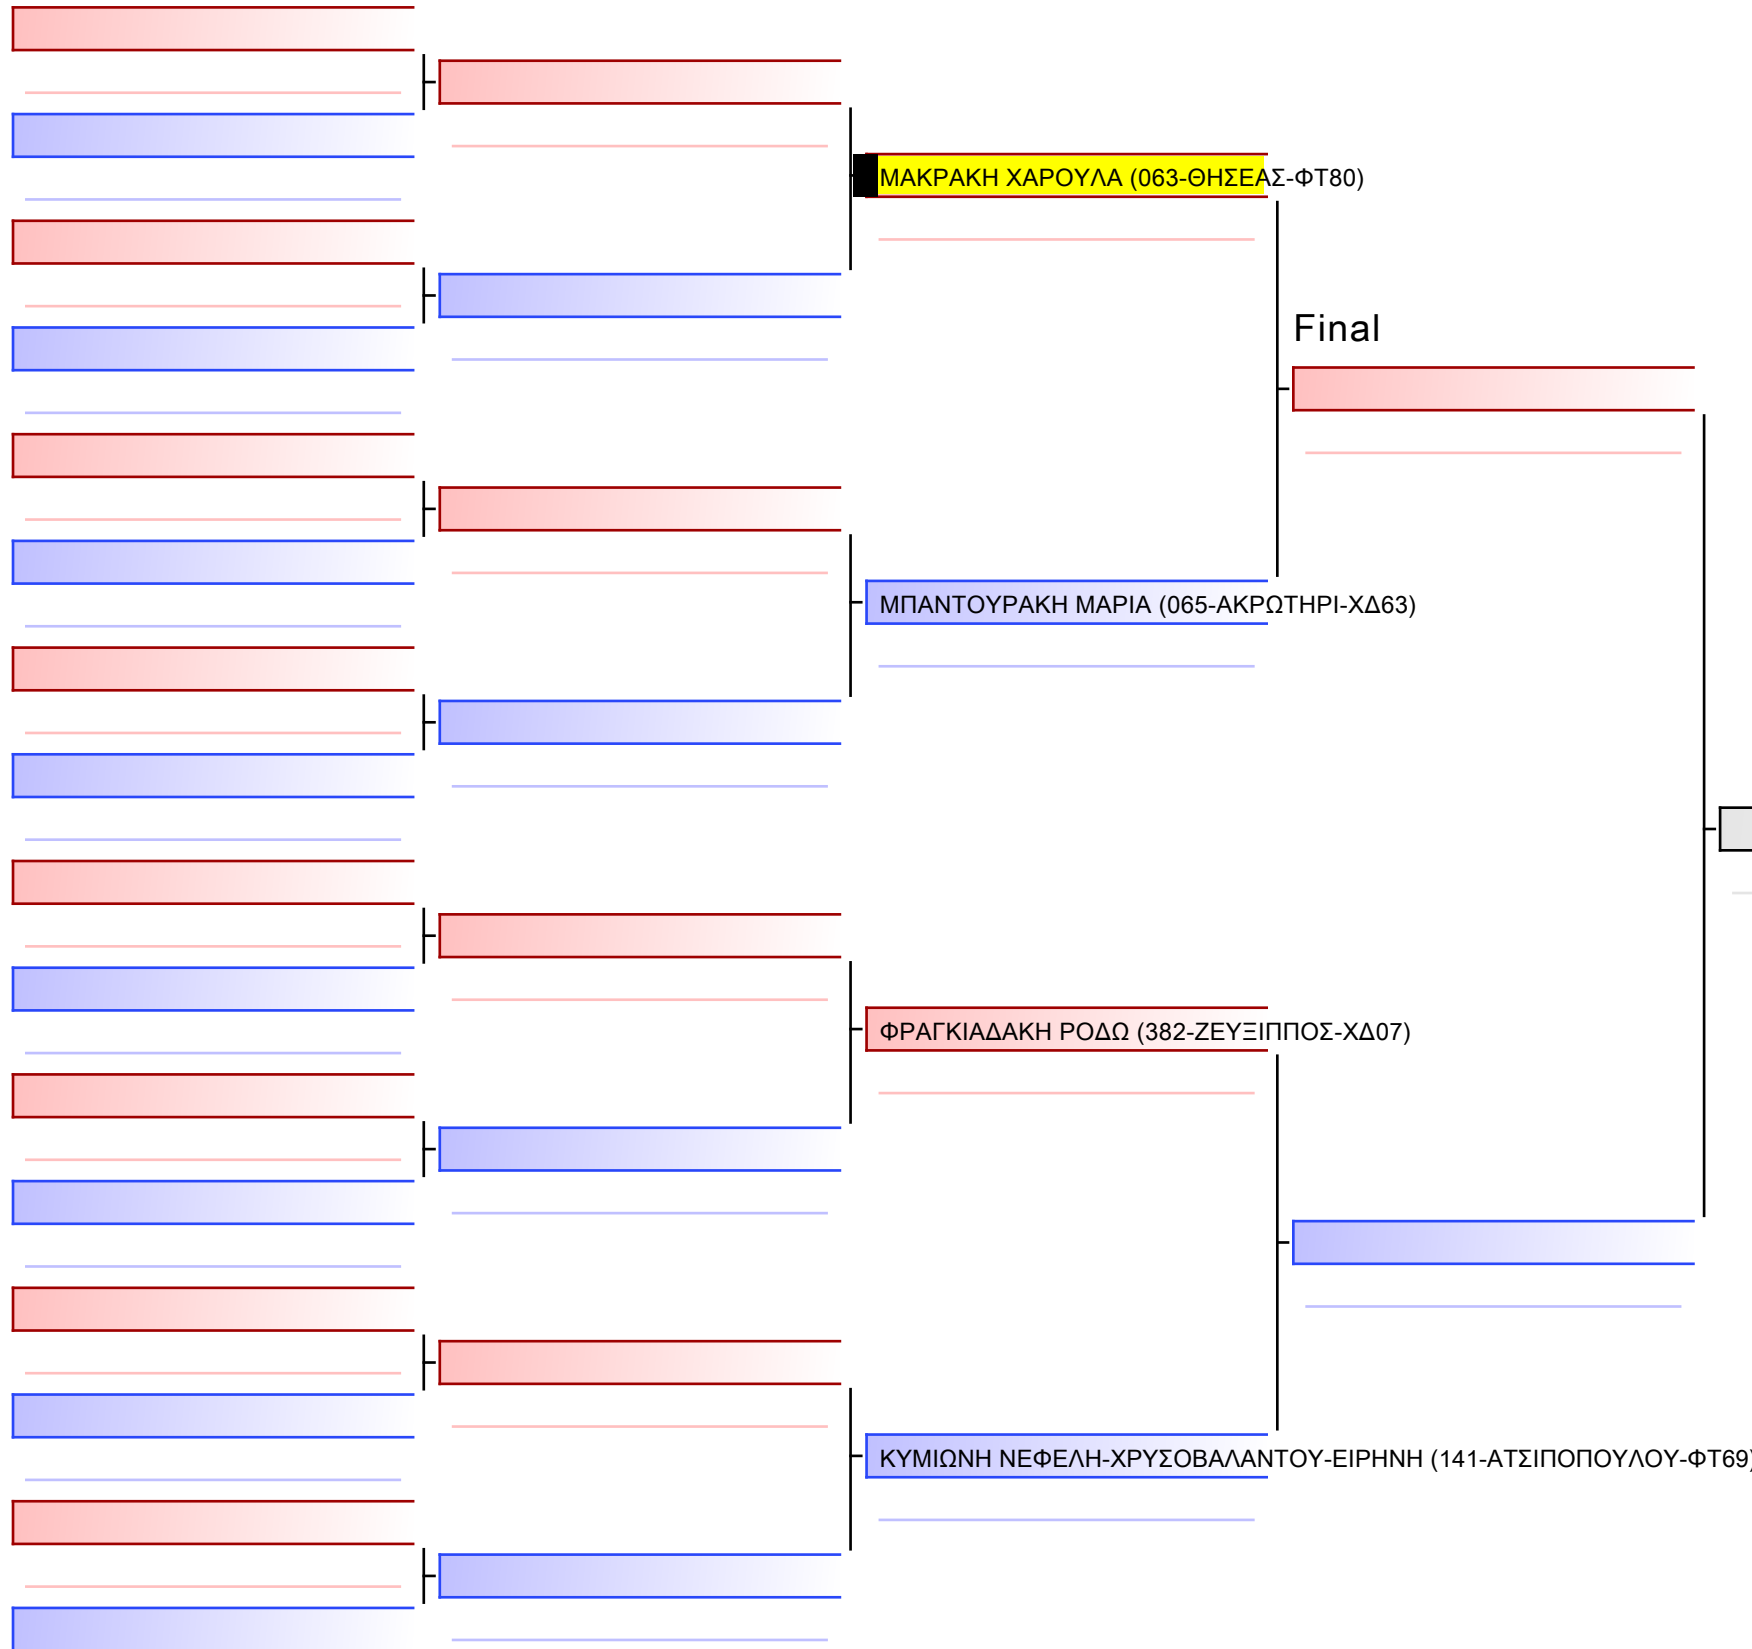 ΜΑΚΡΑΚΗ ΧΑΡΟΥΛΑ (063-ΘΗΣΕΑΣ-ΦΤ80)
Final
ΜΠΑΝΤΟΥΡΑΚΗ ΜΑΡΙΑ (065-ΑΚΡΩΤΗΡΙ-ΧΔ63)
ΦΡΑΓΚΙΑΔΑΚΗ ΡΟΔΩ (382-ΖΕΥΞΙΠΠΟΣ-ΧΔ07)
ΚΥΜΙΩΝΗ ΝΕΦΕΛΗ-ΧΡΥΣΟΒΑΛΑΝΤΟΥ-ΕΙΡΗΝΗ (141-ΑΤΣΙΠΟΠΟΥΛΟΥ-ΦΤ69)